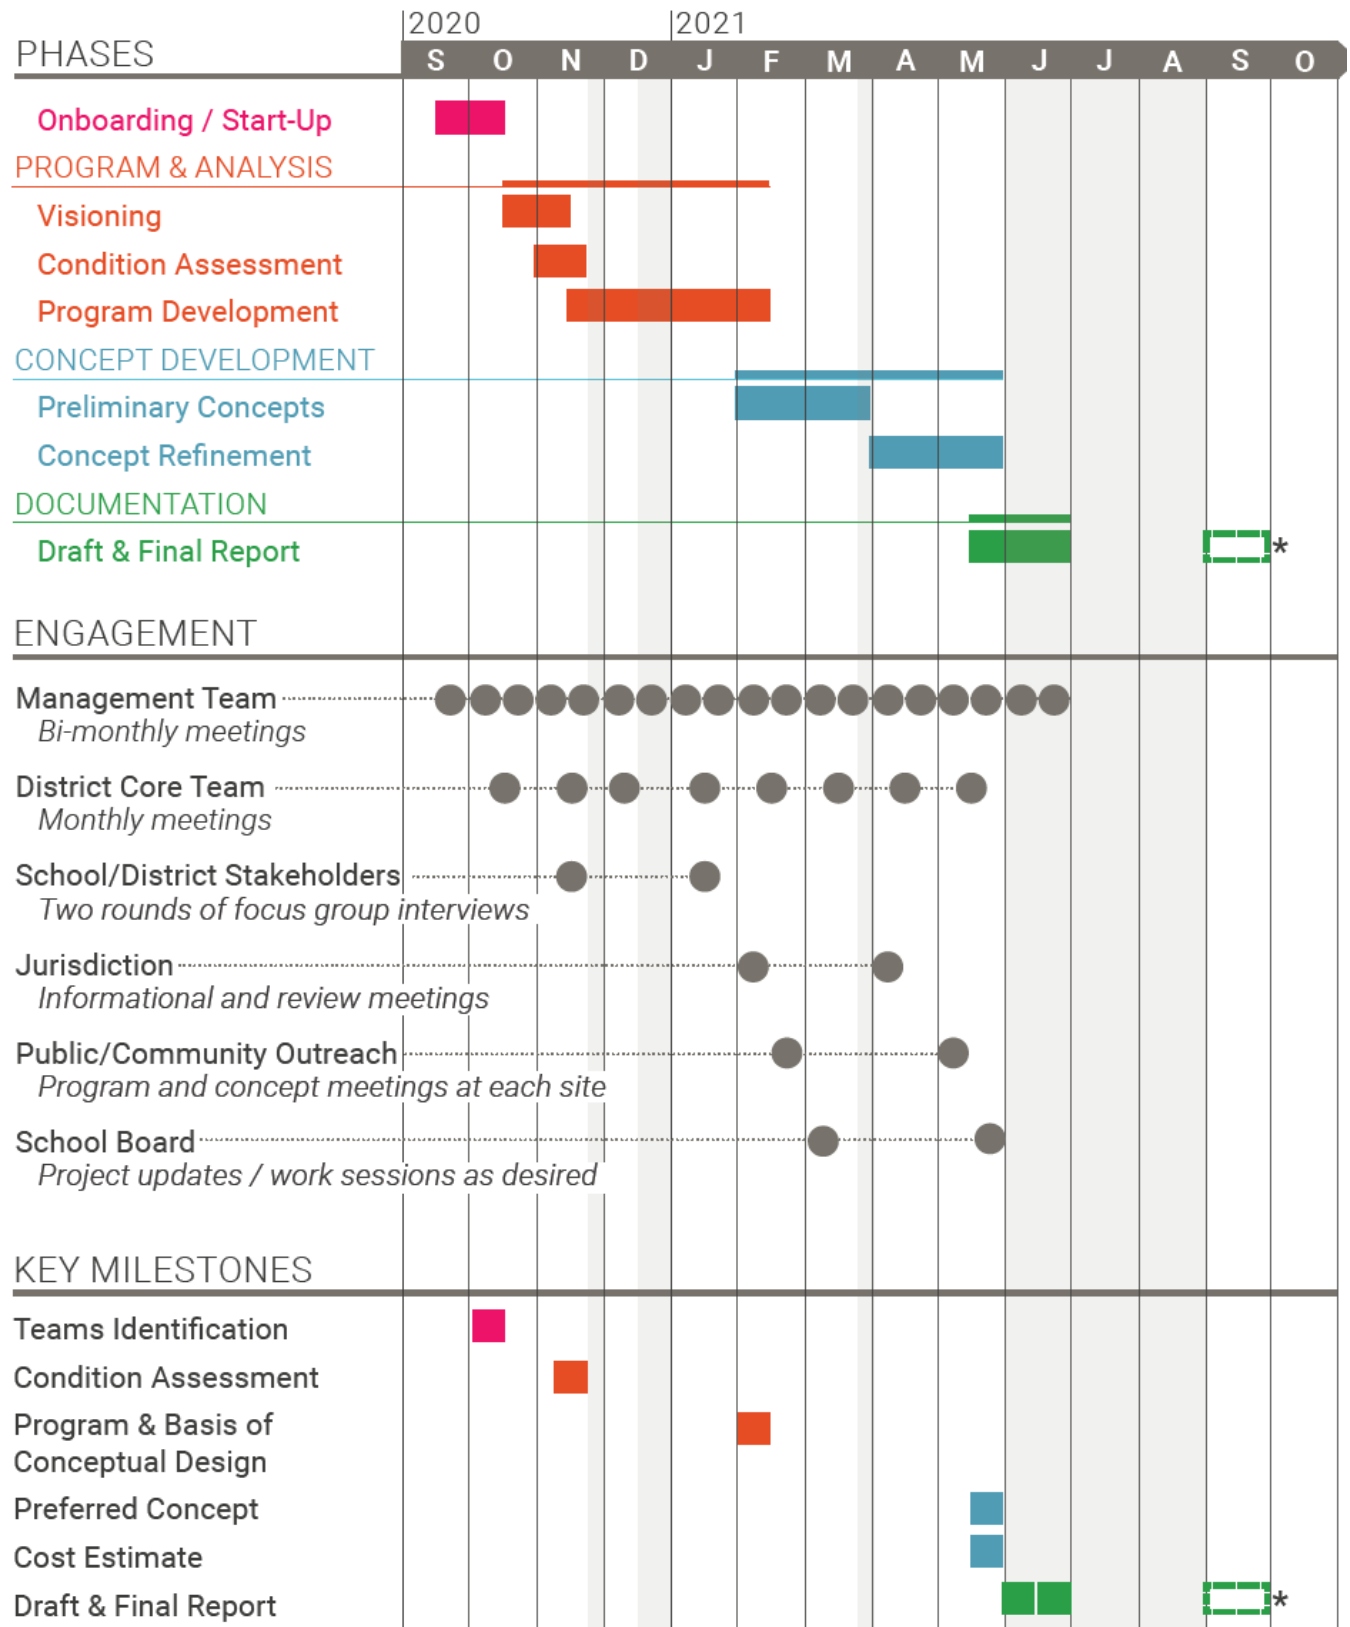 2020 2021
PHASES S O N D J F M A M J J A S O
Onboarding / Start-Up
PROGRAM & ANALYSIS
Visioning
Condition Assessment
Program Development
CONCEPT DEVELOPMENT
Preliminary Concepts
Concept Refinement
DOCUMENTATION
Draft & Final Report *
ENGAGEMENT
Management Team
Bi-monthly meetings
District Core Team
Monthly meetings
School/District Stakeholders
Two rounds of focus group interviews
Jurisdiction
Informational and review meetings
Public/Community Outreach
Program and concept meetings at each site
School Board
Project updates / work sessions as desired
KEY MILESTONES
Teams Identification
Condition Assessment
Program & Basis of
Conceptual Design
Preferred Concept
Cost Estimate
Draft & Final Report *